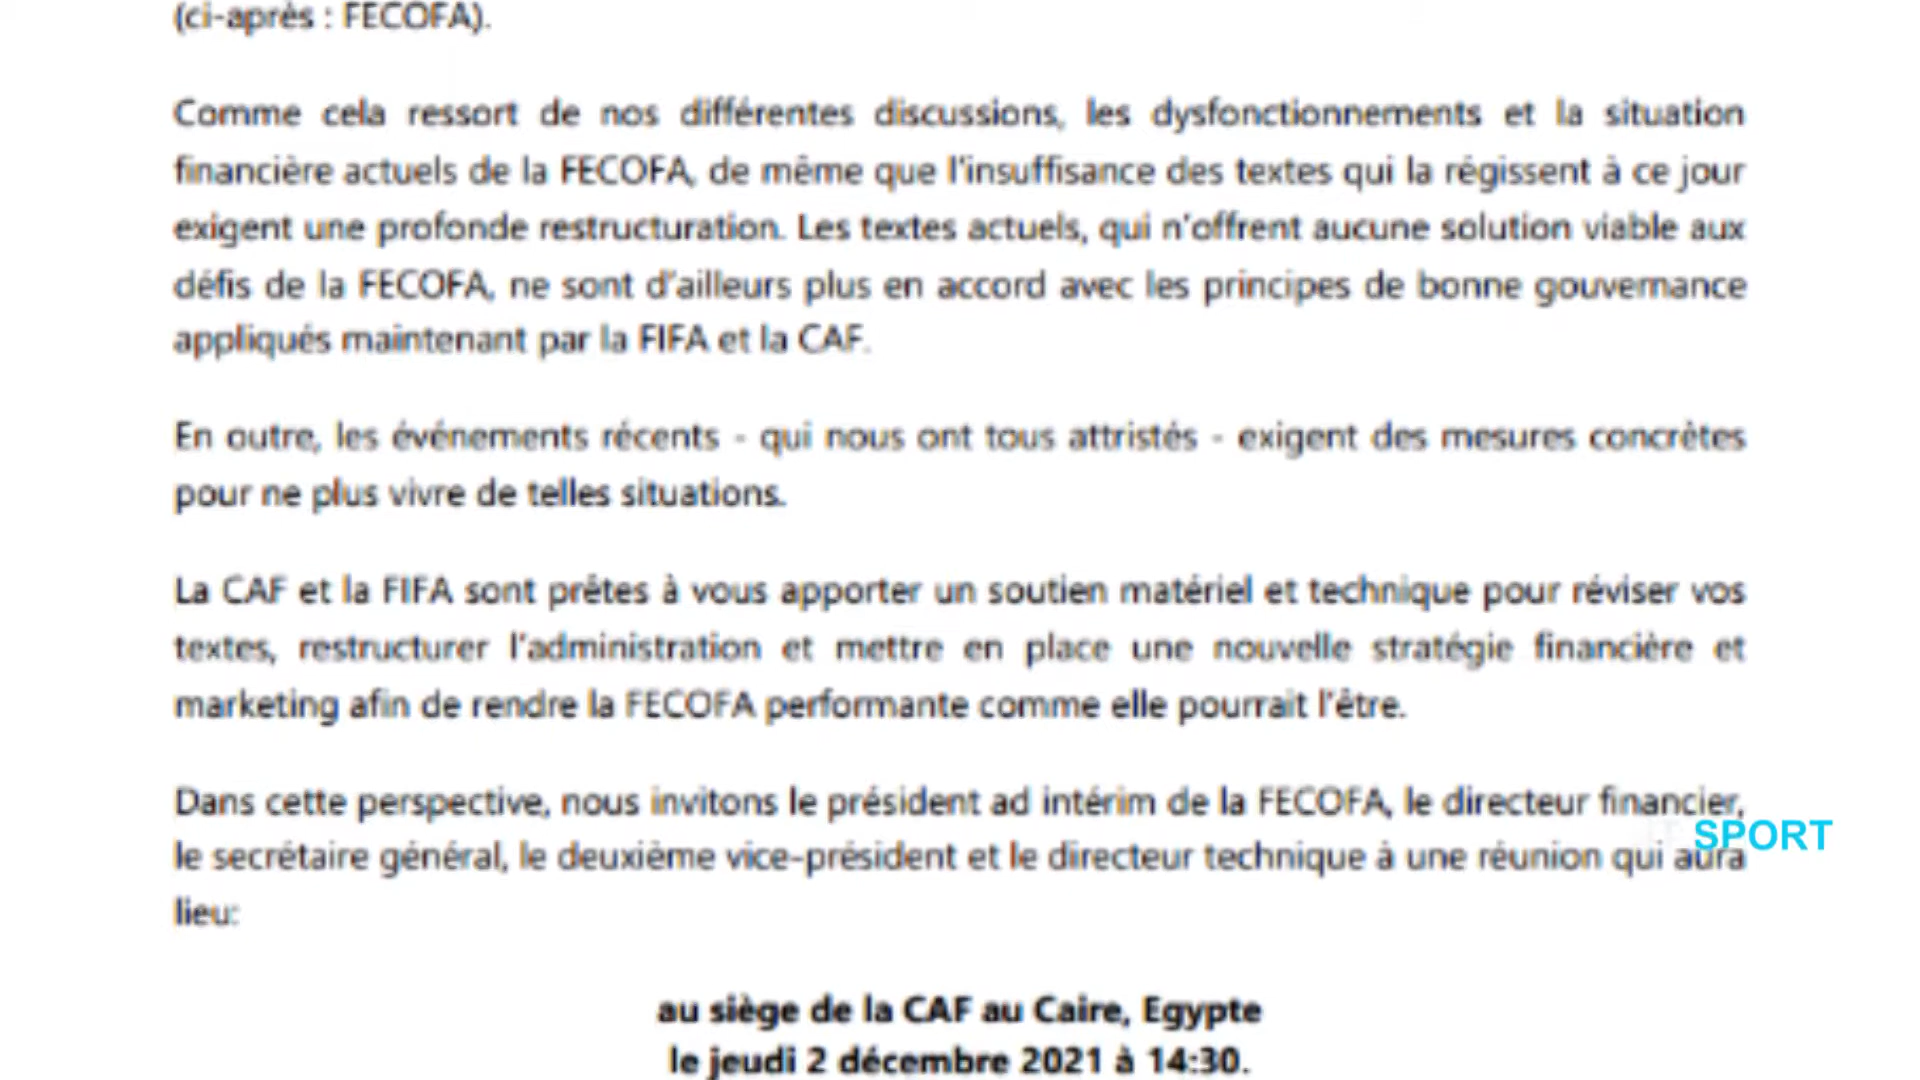 (ci-après : FECOFA).
Comme cela ressort de nos différentes discussions, les dysfonctionnements et la situation
financière actuels de la FECOFA, de même que l'insuffisance des textes qui la régissent à ce jour
exigent une profonde restructuration. Les textes actuels, qui n'offrent aucune solution viable aux
défis de la FECOFA, ne sont d'ailleurs plus en accord avec les principes de bonne gouvernance
appliqués maintenant par la FIFA et la CAF.
En outre, les événements récents - qui nous ont tous attristés - exigent des mesures concrètes
pour ne plus vivre de telles situations.
La CAF et la FIFA sont prêtes à vous apporter un soutien matériel et technique pour réviser vos
textes, restructurer l'administration et mettre en place une nouvelle stratégie financière et
marketing afin de rendre la FECOFA performante comme elle pourrait l'être.
Dans cette perspective, nous invitons le président ad intérim de la FECOFA, le directeur financier,
SPORT
le secrétaire général, le deuxième vice-président et le directeur technique à une réunion qui aura
lieu:
au siège de la CAF au Caire, Egypte
le jeudi 2 décembre 2021 à 14:30.